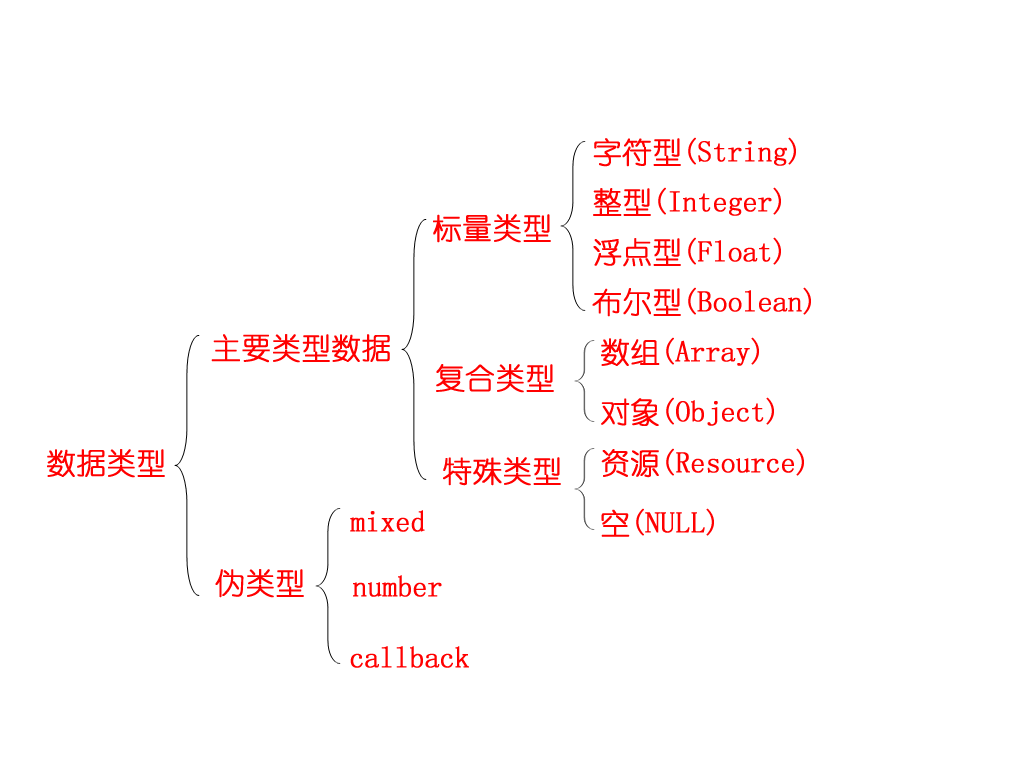 数据类型
主要类型数据
标量类型
字符型(String)
整型(Integer)
浮点型(Float)
布尔型(Boolean)
复合类型
数组(Array)
对象(Object)
特殊类型
资源(Resource)
空(NULL)
伪类型
mixed
number
callback